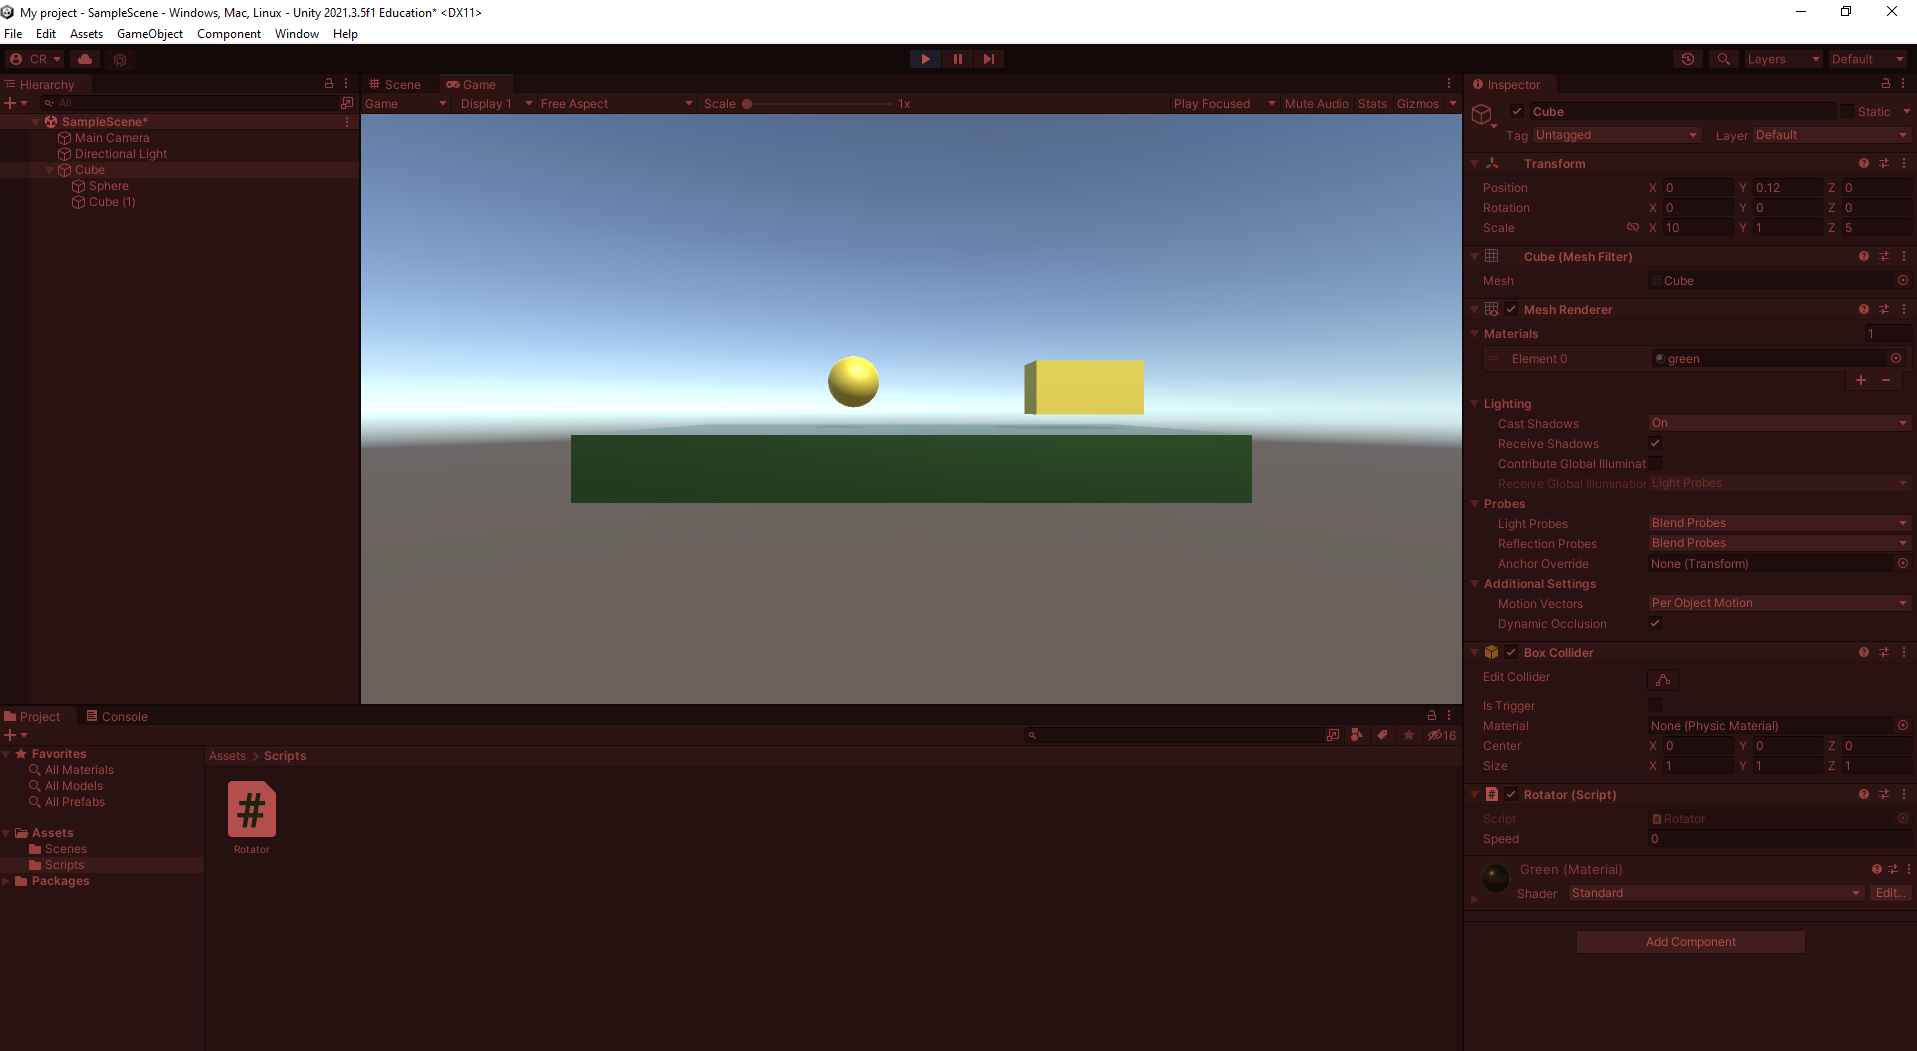 My project - SampleScene - Windows, Mac, Linux - Unity 2021.3.5f1 Education* <DX11>
File Edit Assets GameObject Component Window Help
CR Layers Default
Hierarchy
All
SampleScene*
Main Camera
Directional Light
Cube
Sphere
Cube (1)
Scene Game
Game Display 1 Free Aspect Scale 1x Play Focused Mute Audio Stats Gizmos
Inspector
Cube Static
Tag Untagged Layer Default
Transform
Position X 0 Y 0.12 Z 0
Rotation X 0 Y 0 Z 0
Scale X 10 Y 1 Z 5
Cube (Mesh Filter)
Mesh Cube
Mesh Renderer
Materials 1
Element 0 green
Lighting
Cast Shadows On
Receive Shadows
Contribute Global Illuminat
Receive Global Illumination Light Probes
Probes
Light Probes Blend Probes
Reflection Probes Blend Probes
Anchor Override None (Transform)
Additional Settings
Motion Vectors Per Object Motion
Dynamic Occlusion
Box Collider
Edit Collider
Is Trigger
Material None (Physic Material)
Center X 0 Y 0 Z 0
Size X 1 Y 1 Z 1
# Rotator (Script)
Script Rotator
Speed 0
Green (Material)
Shader Standard Edit...
Add Component
Project Console
16
Favorites
All Materials
All Models
All Prefabs
Assets
Scenes
Scripts
Packages
Assets > Scripts
#
Rotator